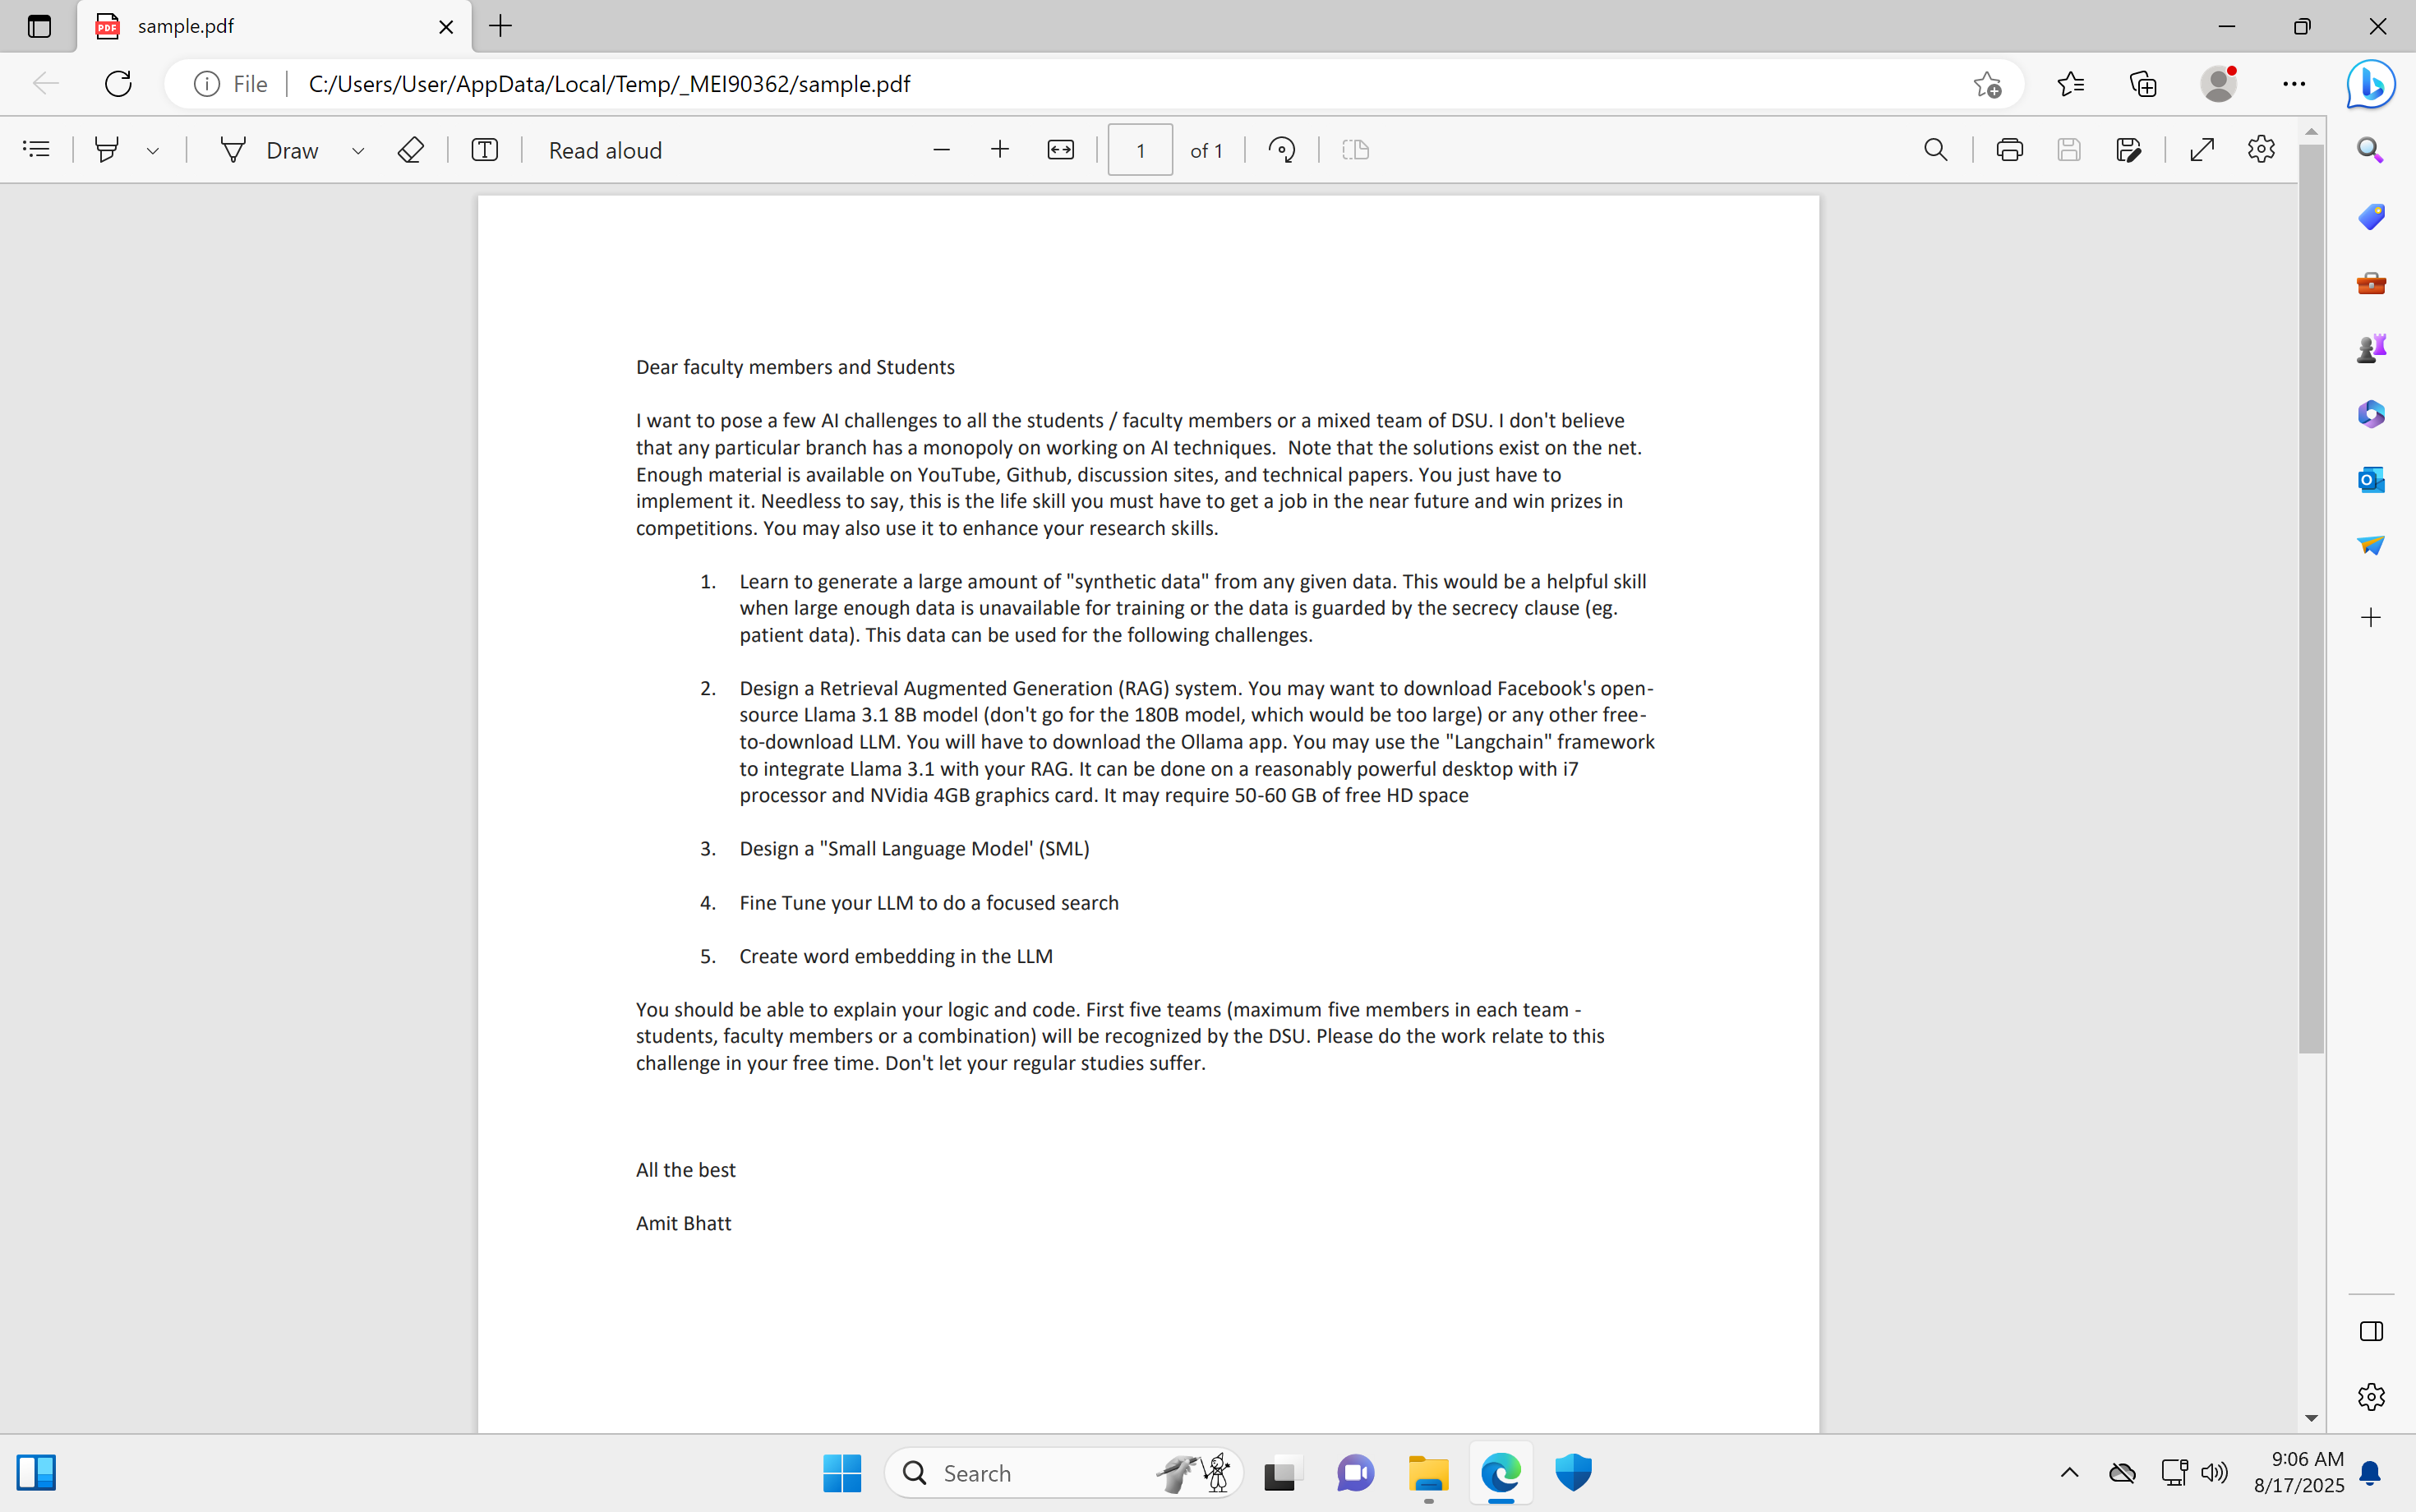 sample.pdf
File
C:/Users/User/AppData/Local/Temp/_MEI90362/sample.pdf
Draw
Read aloud
1
of 1
Dear faculty members and Students
I want to pose a few AI challenges to all the students / faculty members or a mixed team of DSU. I don't believe
that any particular branch has a monopoly on working on AI techniques.  Note that the solutions exist on the net.
Enough material is available on YouTube, Github, discussion sites, and technical papers. You just have to
implement it. Needless to say, this is the life skill you must have to get a job in the near future and win prizes in
competitions. You may also use it to enhance your research skills.
1. Learn to generate a large amount of "synthetic data" from any given data. This would be a helpful skill
when large enough data is unavailable for training or the data is guarded by the secrecy clause (eg.
patient data). This data can be used for the following challenges.
2. Design a Retrieval Augmented Generation (RAG) system. You may want to download Facebook's open-
source Llama 3.1 8B model (don't go for the 180B model, which would be too large) or any other free-
to-download LLM. You will have to download the Ollama app. You may use the "Langchain" framework
to integrate Llama 3.1 with your RAG. It can be done on a reasonably powerful desktop with i7
processor and NVidia 4GB graphics card. It may require 50-60 GB of free HD space
3. Design a "Small Language Model' (SML)
4. Fine Tune your LLM to do a focused search
5. Create word embedding in the LLM
You should be able to explain your logic and code. First five teams (maximum five members in each team -
students, faculty members or a combination) will be recognized by the DSU. Please do the work relate to this
challenge in your free time. Don't let your regular studies suffer.
All the best
Amit Bhatt
Search
9:06 AM
8/17/2025